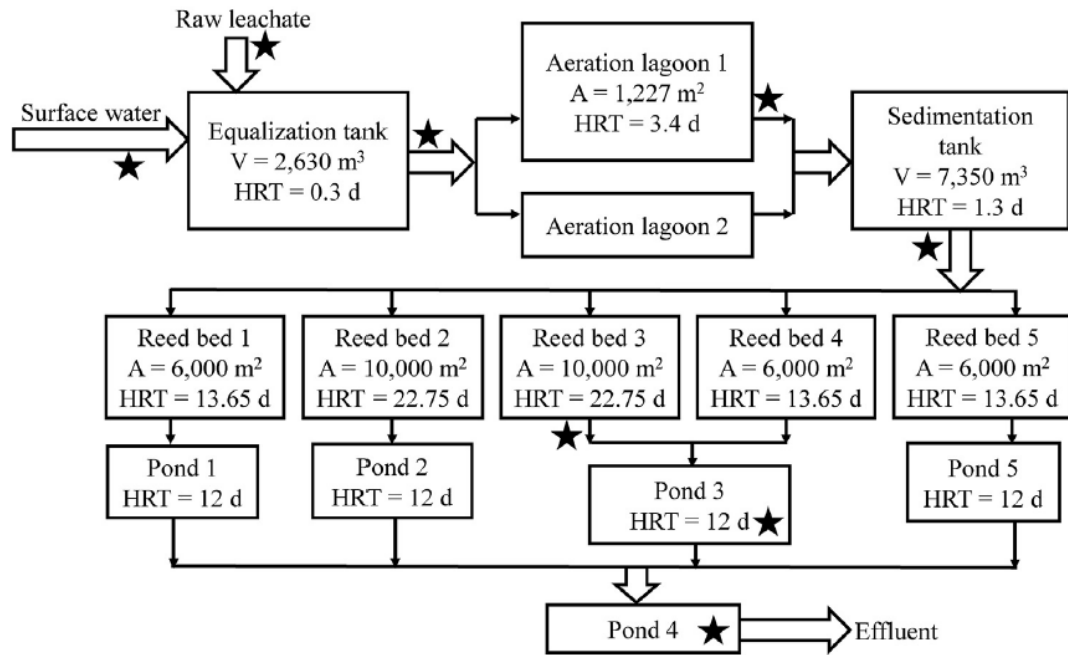 Raw leachate
Surface water
Equalization tank
V = 2,630 m³
HRT = 0.3 d
Aeration lagoon 1
A = 1,227 m²
HRT = 3.4 d
Aeration lagoon 2
Sedimentation
tank
V = 7,350 m³
HRT = 1.3 d
Reed bed 1
A = 6,000 m²
HRT = 13.65 d
Reed bed 2
A = 10,000 m²
HRT = 22.75 d
Reed bed 3
A = 10,000 m²
HRT = 22.75 d
Reed bed 4
A = 6,000 m²
HRT = 13.65 d
Reed bed 5
A = 6,000 m²
HRT = 13.65 d
Pond 1
HRT = 12 d
Pond 2
HRT = 12 d
Pond 3
HRT = 12 d
Pond 5
HRT = 12 d
Pond 4
Effluent